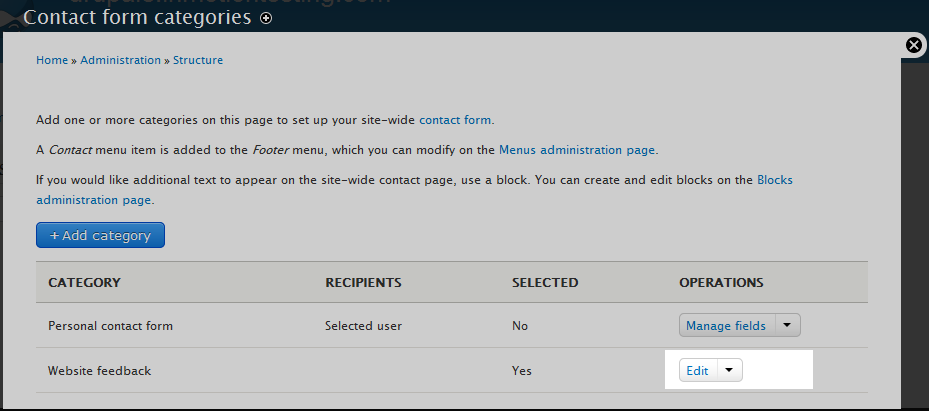 Contact form categories
Home » Administration » Structure
Add one or more categories on this page to set up your site-wide contact form.
A Contact menu item is added to the Footer menu, which you can modify on the Menus administration page.
If you would like additional text to appear on the site-wide contact page, use a block. You can create and edit blocks on the Blocks
administration page.
+ Add category
CATEGORY RECIPIENTS SELECTED OPERATIONS
Personal contact form Selected user No Manage fields
Website feedback Yes Edit